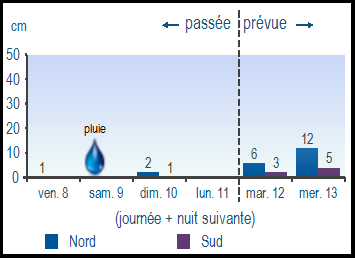 passée prévue
cm
50
40
30
20
10
0
pluie
1 2 1 6 3 12 5
ven. 8 sam. 9 dim. 10 lun. 11 mar. 12 mer. 13
(journée + nuit suivante)
Nord Sud